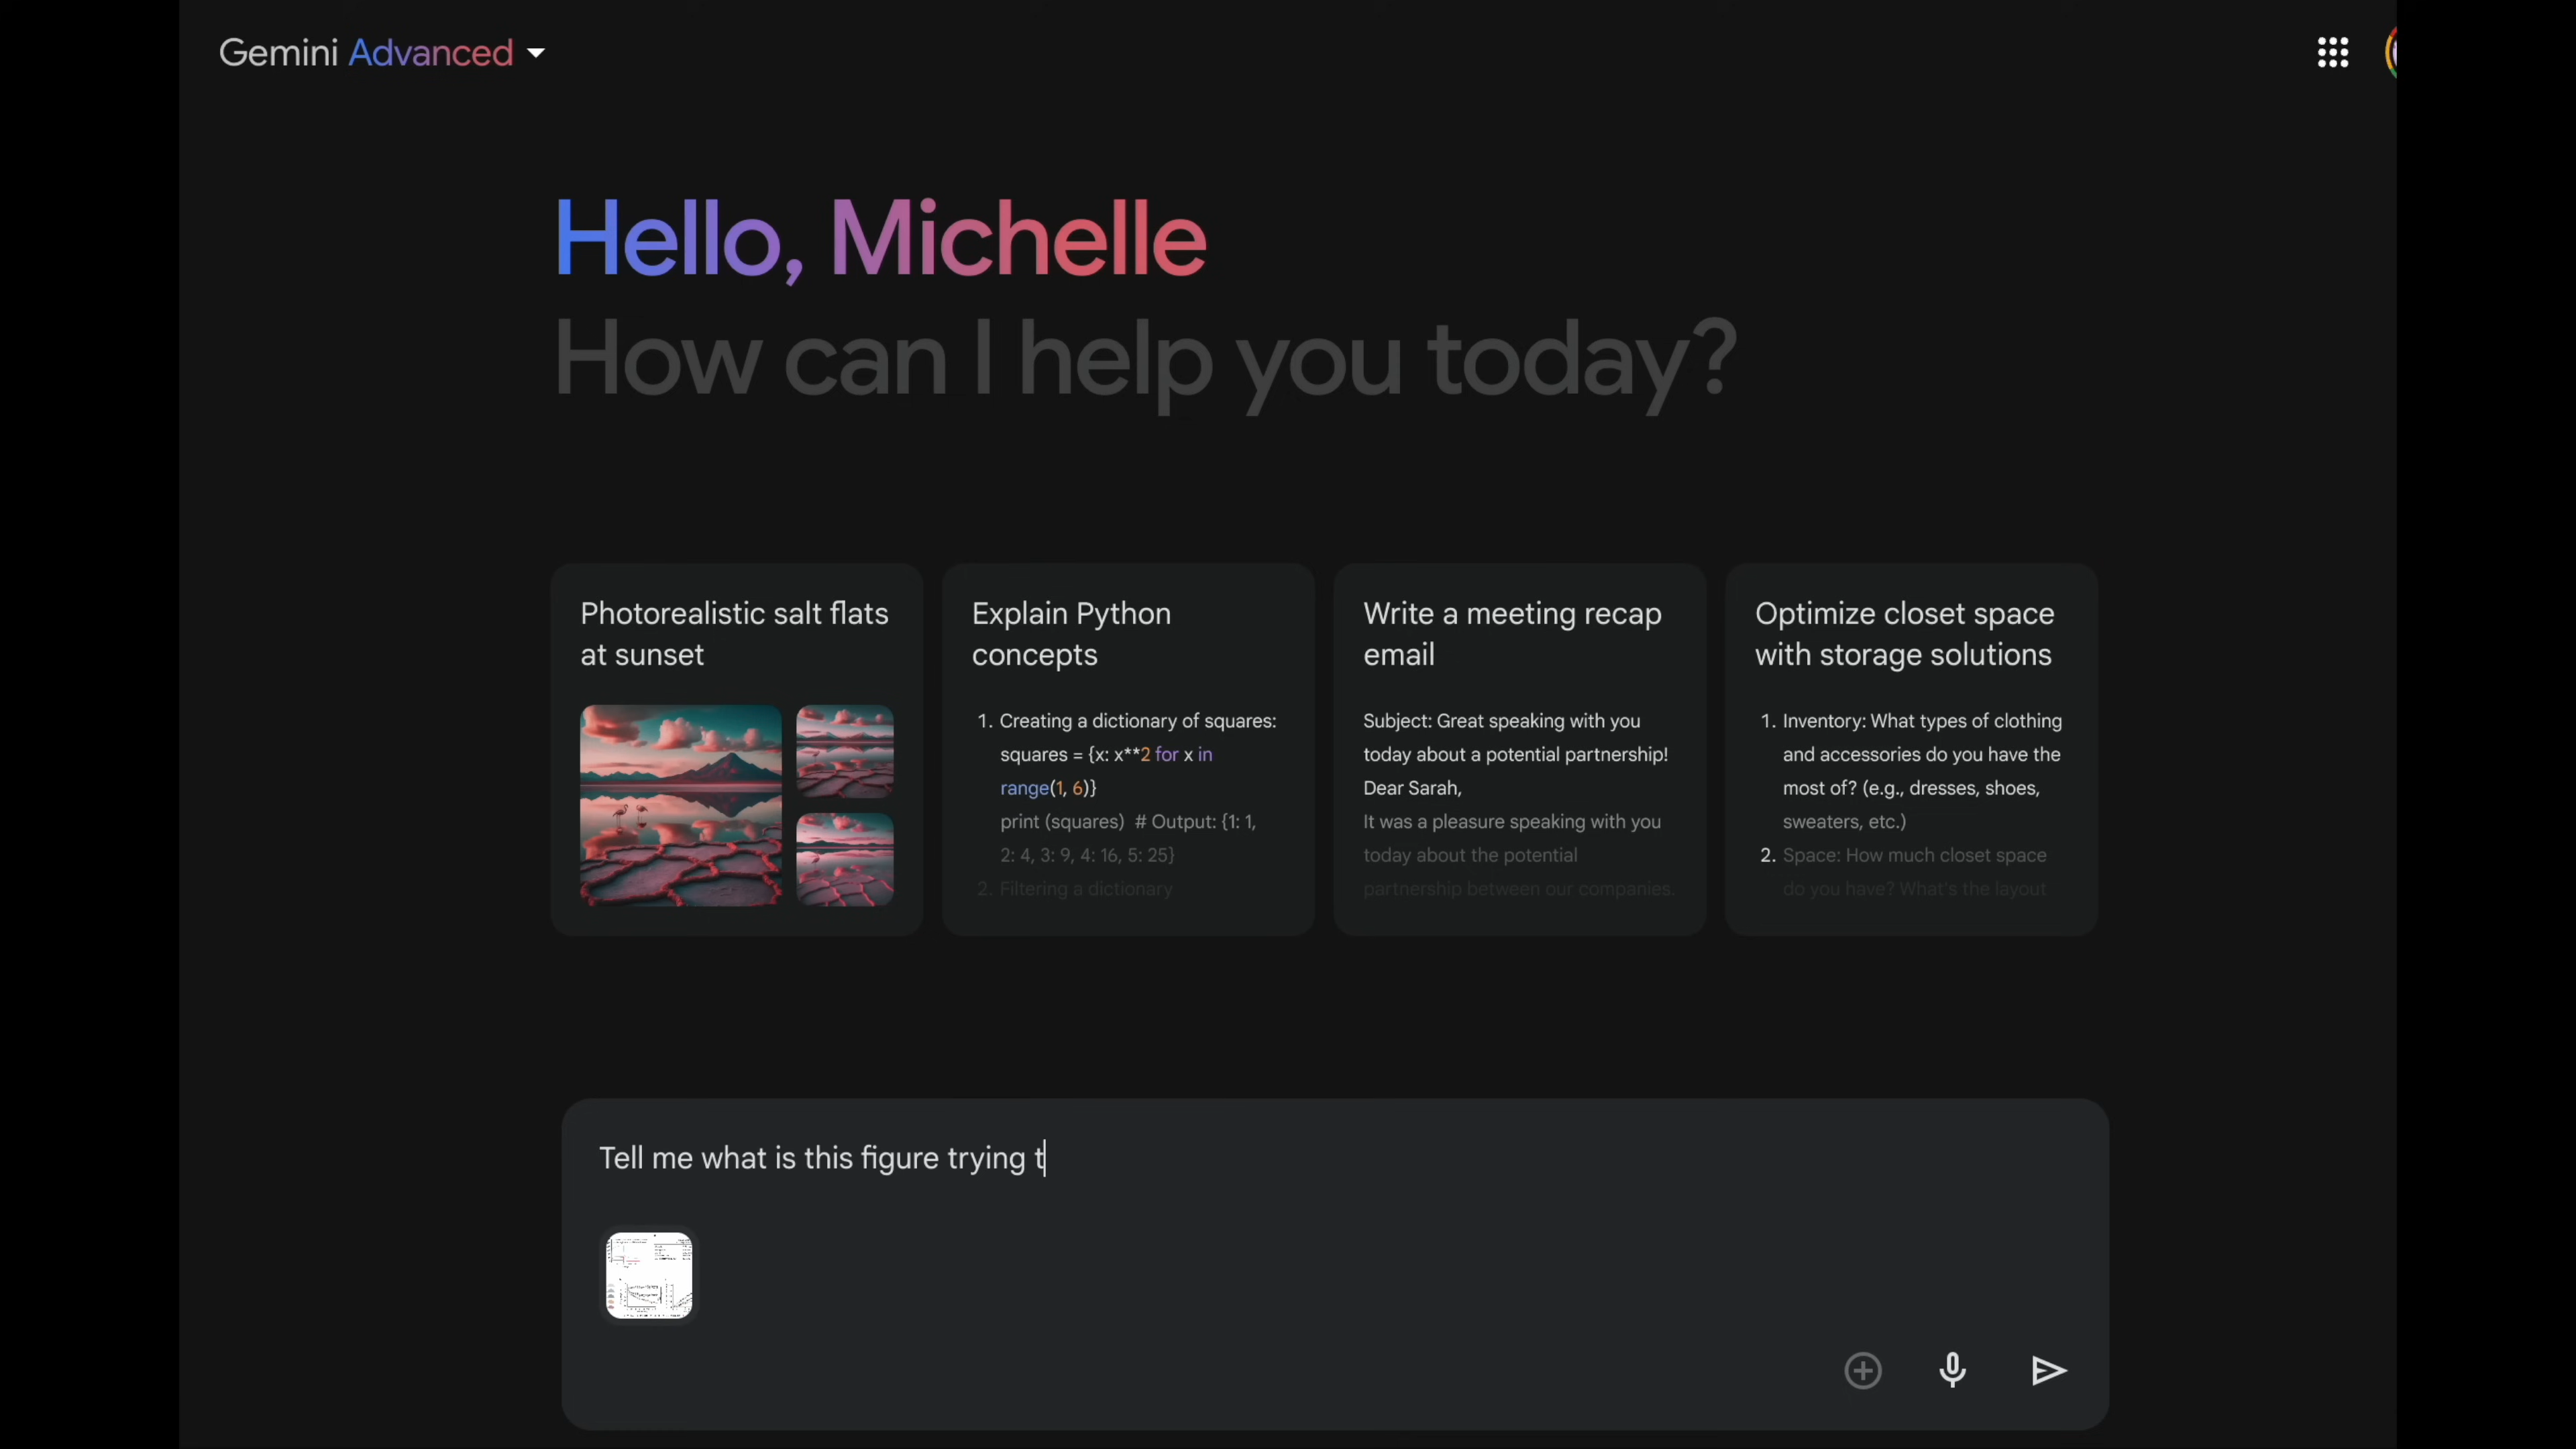 Gemini Advanced
Hello, Michelle
How can I help you today?
Photorealistic salt flats
at sunset
Explain Python
concepts
1. Creating a dictionary of squares:
squares = {x: x**2 for x in
range(1, 6)}
print (squares) # Output: {1: 1,
2: 4, 3: 9, 4: 16, 5: 25}
2. Filtering a dictionary
Write a meeting recap
email
Subject: Great speaking with you
today about a potential partnership!
Dear Sarah,
It was a pleasure speaking with you
today about the potential
partnership between our companies.
Optimize closet space
with storage solutions
1. Inventory: What types of clothing
and accessories do you have the
most of? (e.g., dresses, shoes,
sweaters, etc.)
2. Space: How much closet space
do you have? What's the layout
Tell me what is this figure trying t